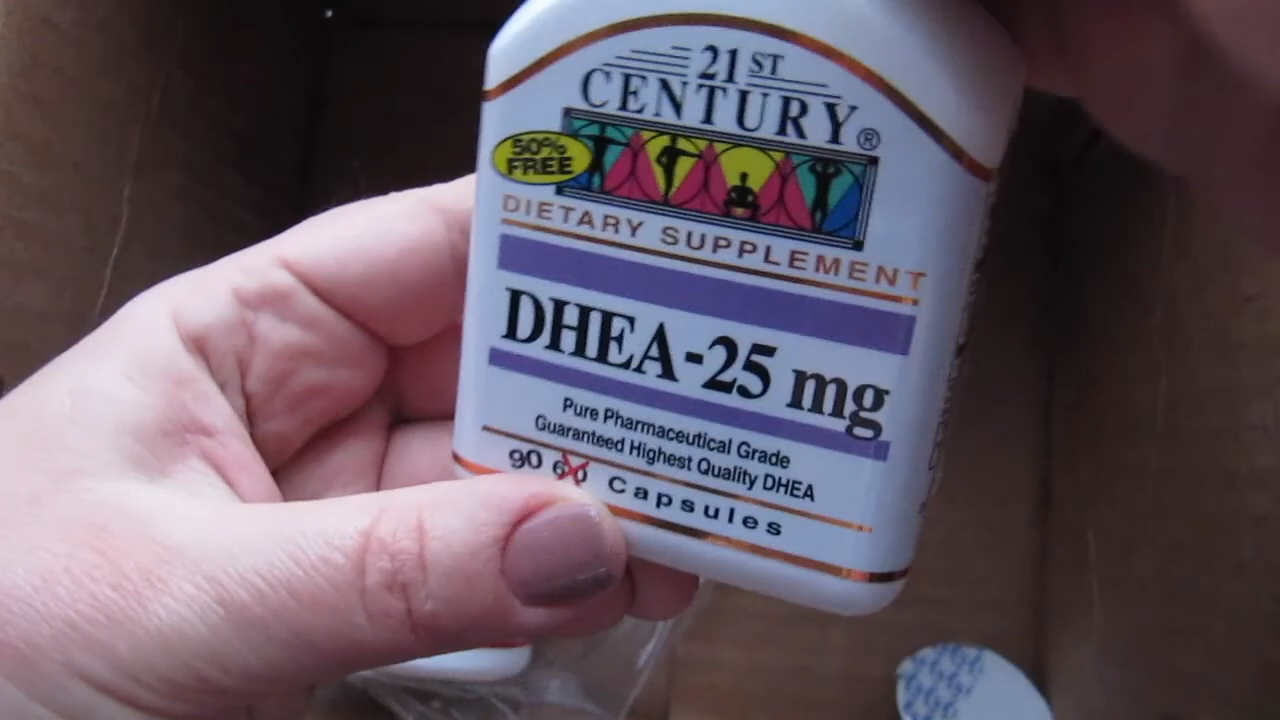 21ST
CENTURY®
50%
FREE
DIETARY SUPPLEMENT
DHEA-25 mg
Pure Pharmaceutical Grade
Guaranteed Highest Quality DHEA
90 60 Capsules